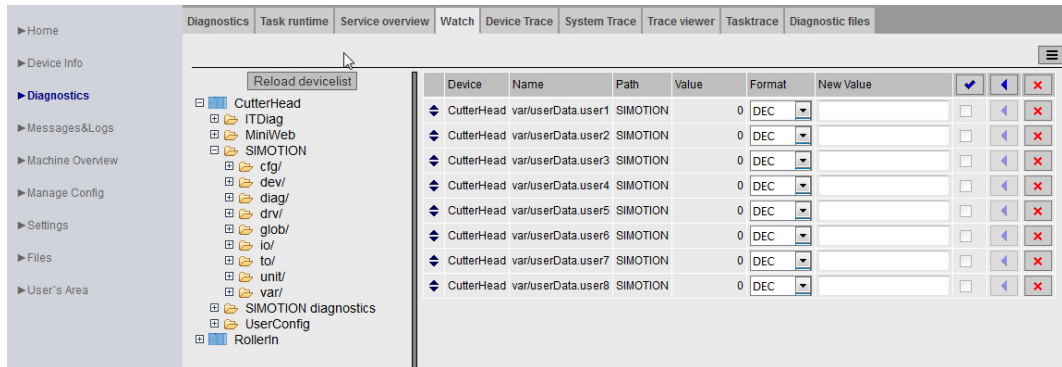 Diagnostics Task runtime Service overview Watch Device Trace System Trace Trace viewer Tasktrace Diagnostic files
Home
Device Info
Diagnostics
Messages&Logs
Machine Overview
Manage Config
Settings
Files
User's Area
Reload devicelist
CutterHead
ITDiag
MiniWeb
SIMOTION
cfg/
dev/
diag/
drv/
glob/
io/
to/
unit/
var/
SIMOTION diagnostics
UserConfig
RollerIn
Device Name Path Value Format New Value
CutterHead var/userData.user1 SIMOTION 0 DEC
CutterHead var/userData.user2 SIMOTION 0 DEC
CutterHead var/userData.user3 SIMOTION 0 DEC
CutterHead var/userData.user4 SIMOTION 0 DEC
CutterHead var/userData.user5 SIMOTION 0 DEC
CutterHead var/userData.user6 SIMOTION 0 DEC
CutterHead var/userData.user7 SIMOTION 0 DEC
CutterHead var/userData.user8 SIMOTION 0 DEC